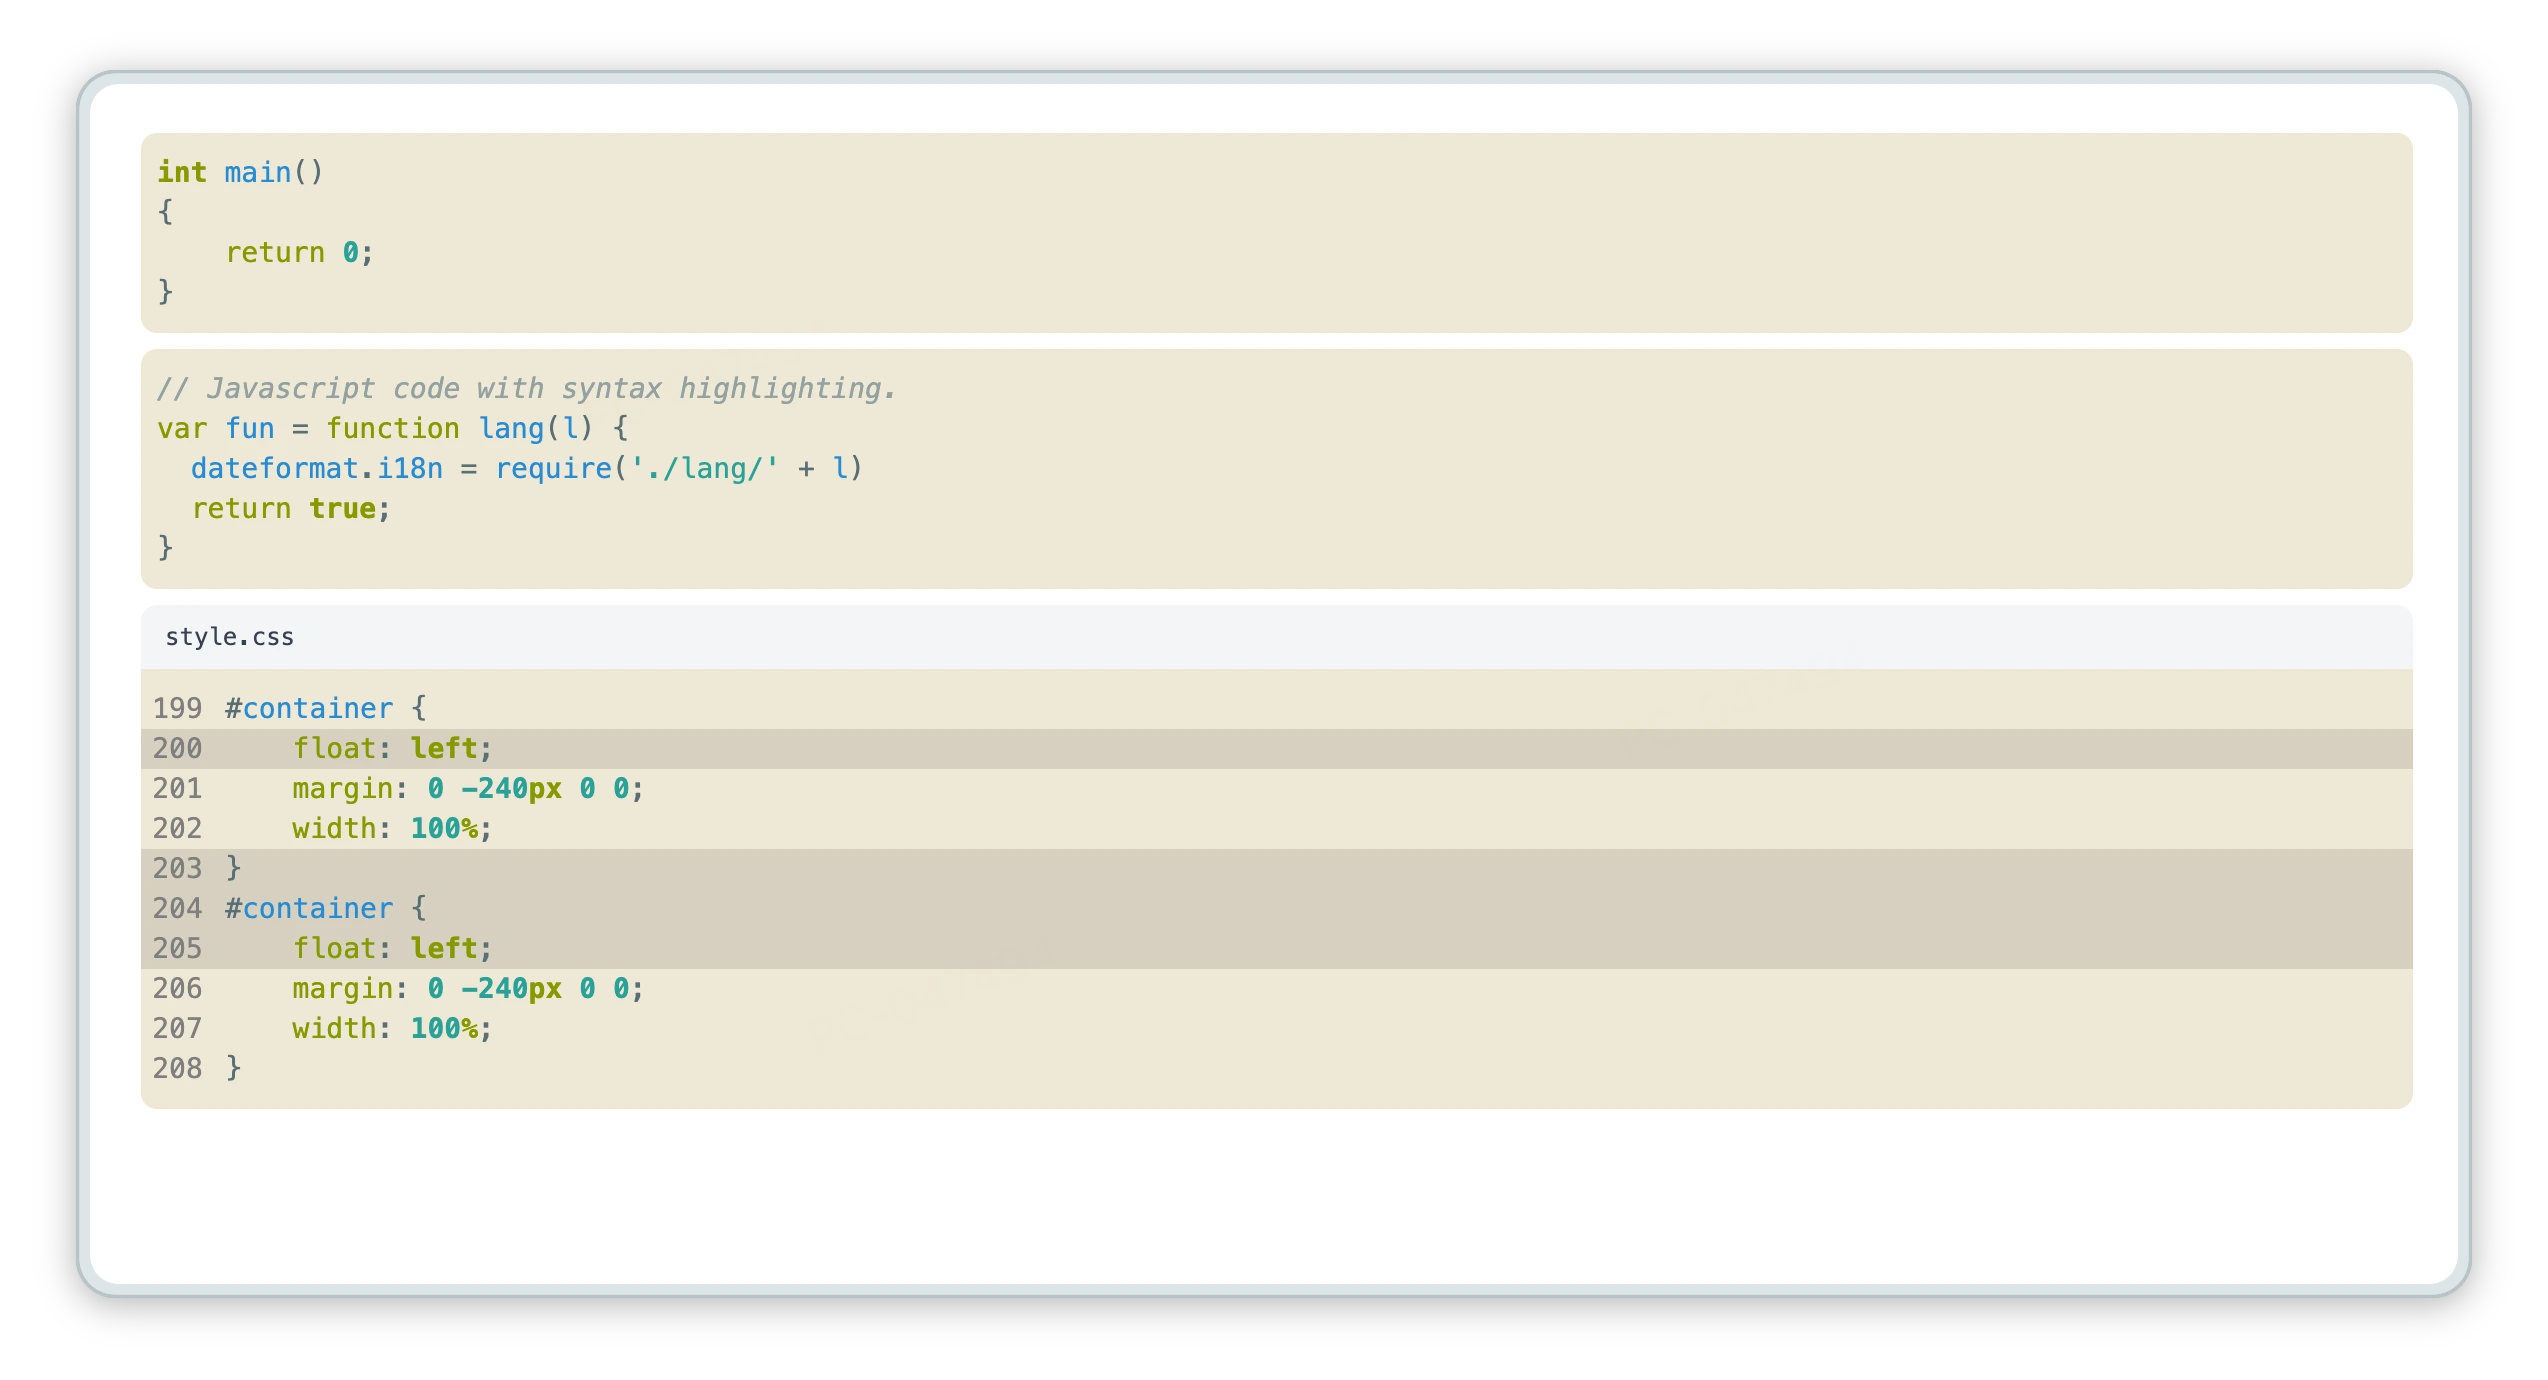 int main()
{
    return 0;
}
// Javascript code with syntax highlighting.
var fun = function lang(l) {
  dateformat.i18n = require('./lang/' + l)
  return true;
}
style.css
199 #container {
200     float: left;
201     margin: 0 -240px 0 0;
202     width: 100%;
203 }
204 #container {
205     float: left;
206     margin: 0 -240px 0 0;
207     width: 100%;
208 }